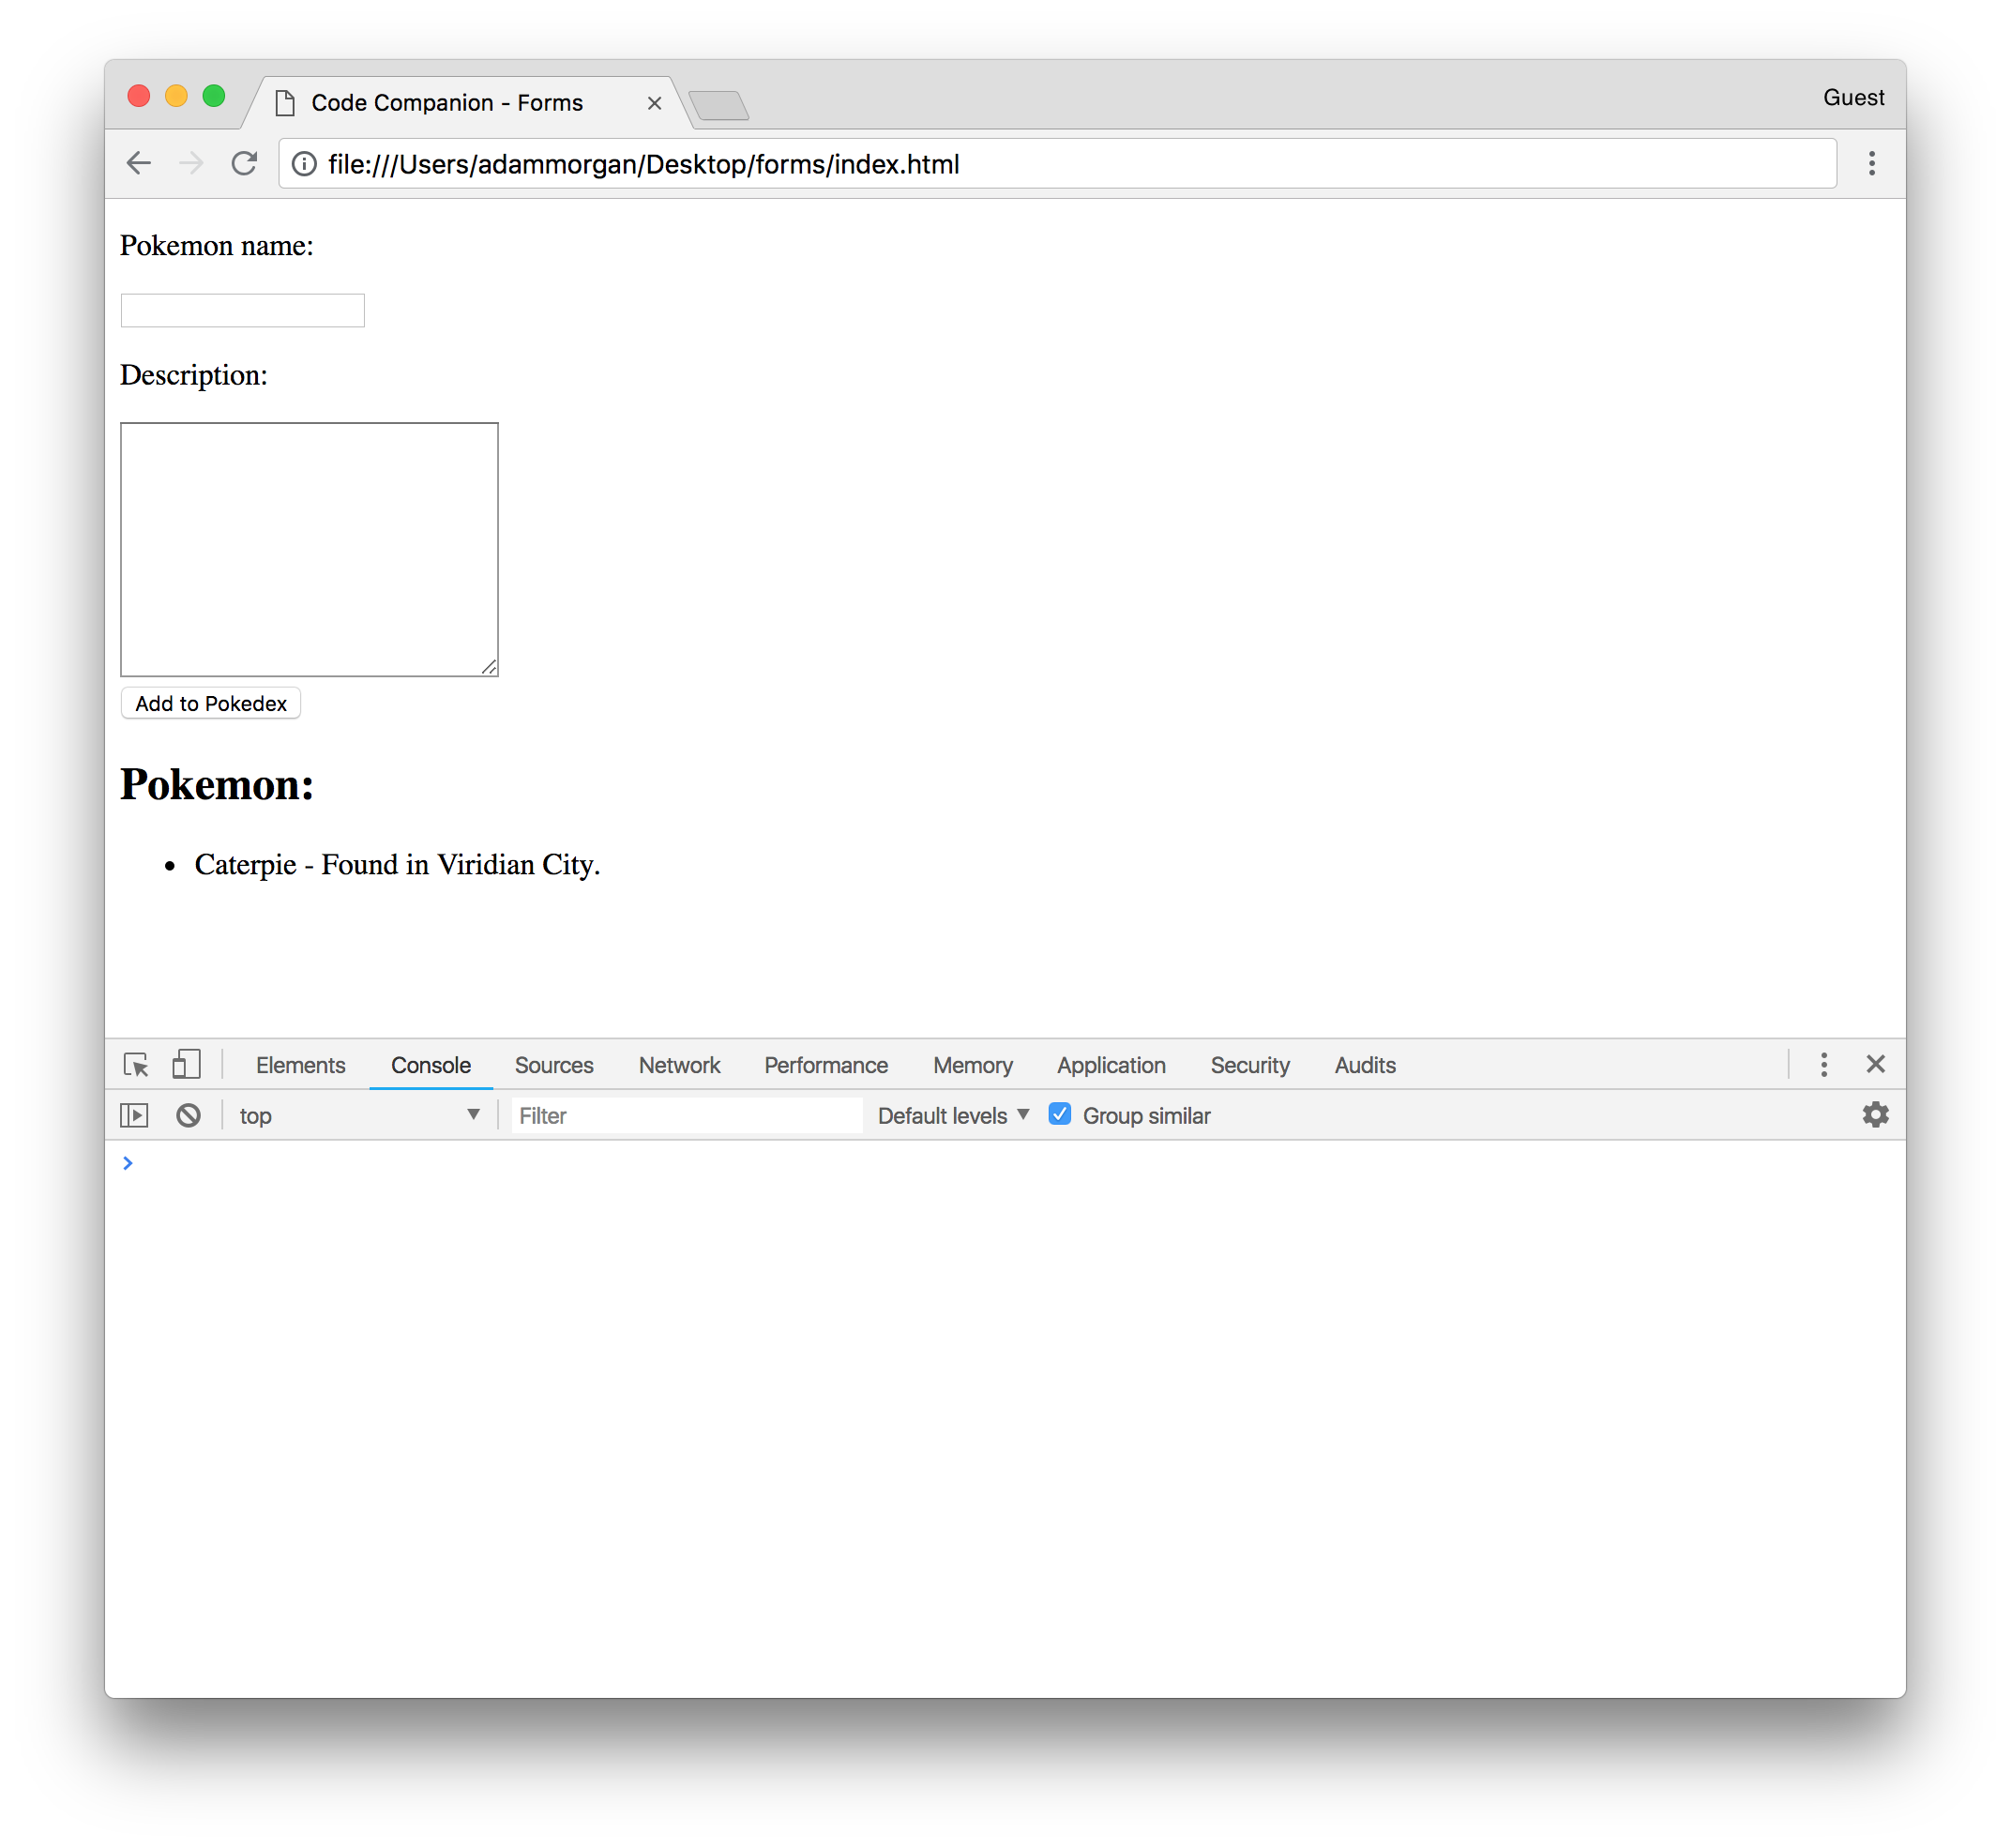 Code Companion - Forms
Guest
file:///Users/adammorgan/Desktop/forms/index.html
Pokemon name:
Description:
Add to Pokedex
Pokemon:
Caterpie - Found in Viridian City.
Elements Console Sources Network Performance Memory Application Security Audits
top Filter Default levels Group similar